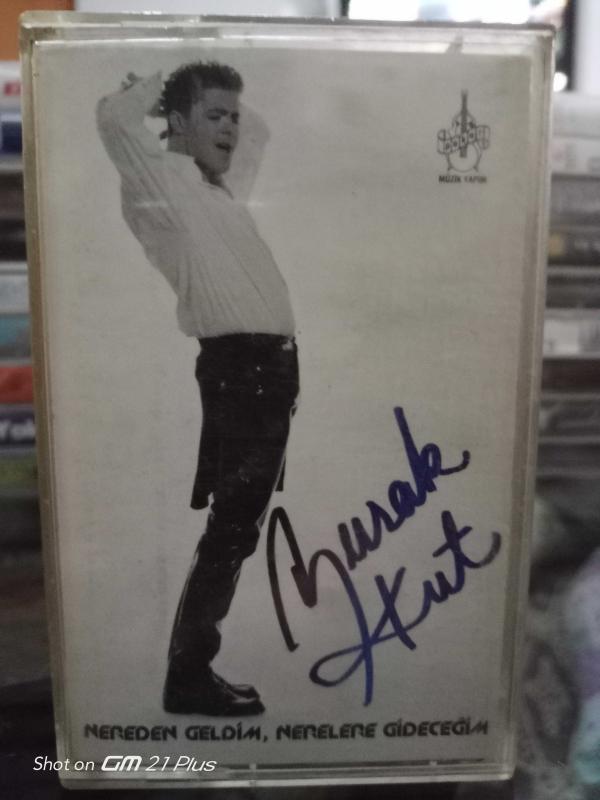 MÜZİK YAPIM
Burak
Kut
NEREDEN GELDİM, NERELERE GİDECEĞİM
Shot on GM 21 Plus